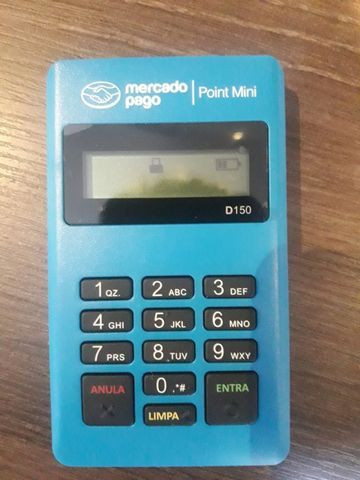 mercado pago | Point Mini
D150
1 QZ. 2 ABC 3 DEF
4 GHI 5 JKL 6 MNO
7 PRS 8 TUV 9 WXY
ANULA 0 .*# ENTRA
LIMPA